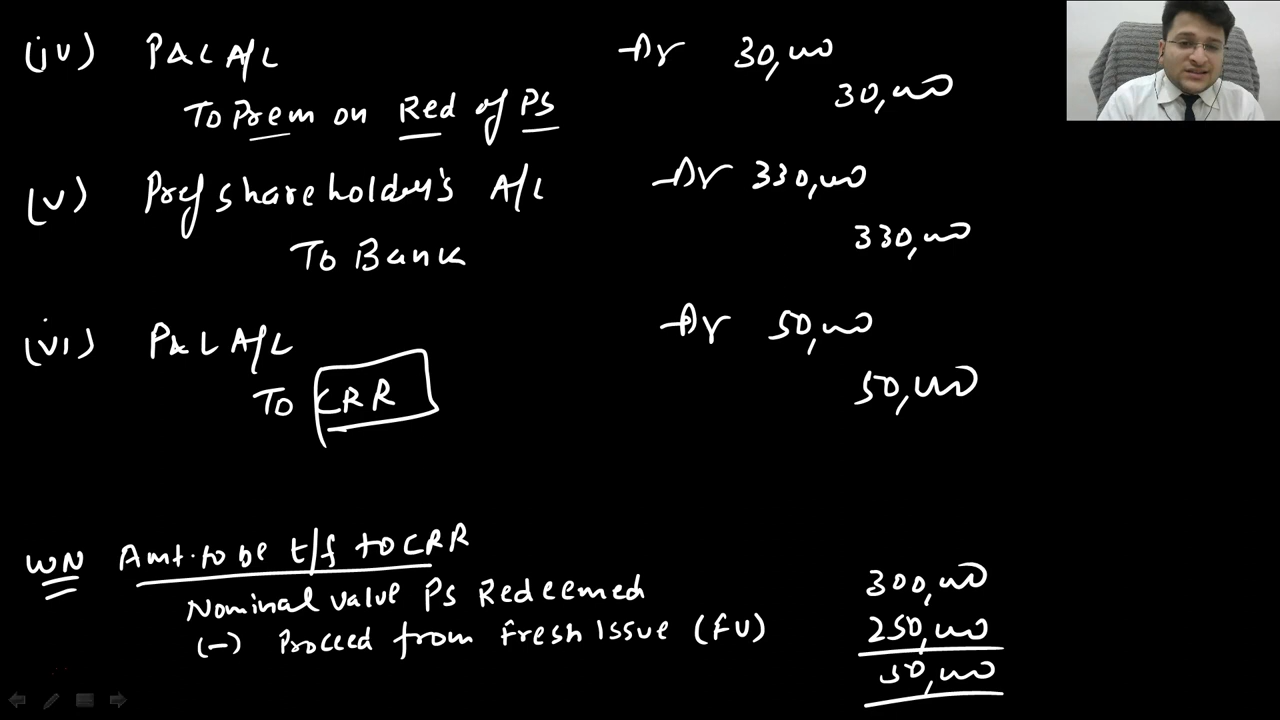 (iv) P&L A/L Dr 30,000
To Prem on Red of PS 30,000
(v) Pref shareholder's A/L Dr 330,000
To Bank 330,000
(vi) P&L A/L Dr 50,000
To CRR 50,000
WN Amt. to be t/f to CRR
Nominal value PS Redeemed 300,000
(-) Proceed from Fresh Issue (FV) 250,000
50,000